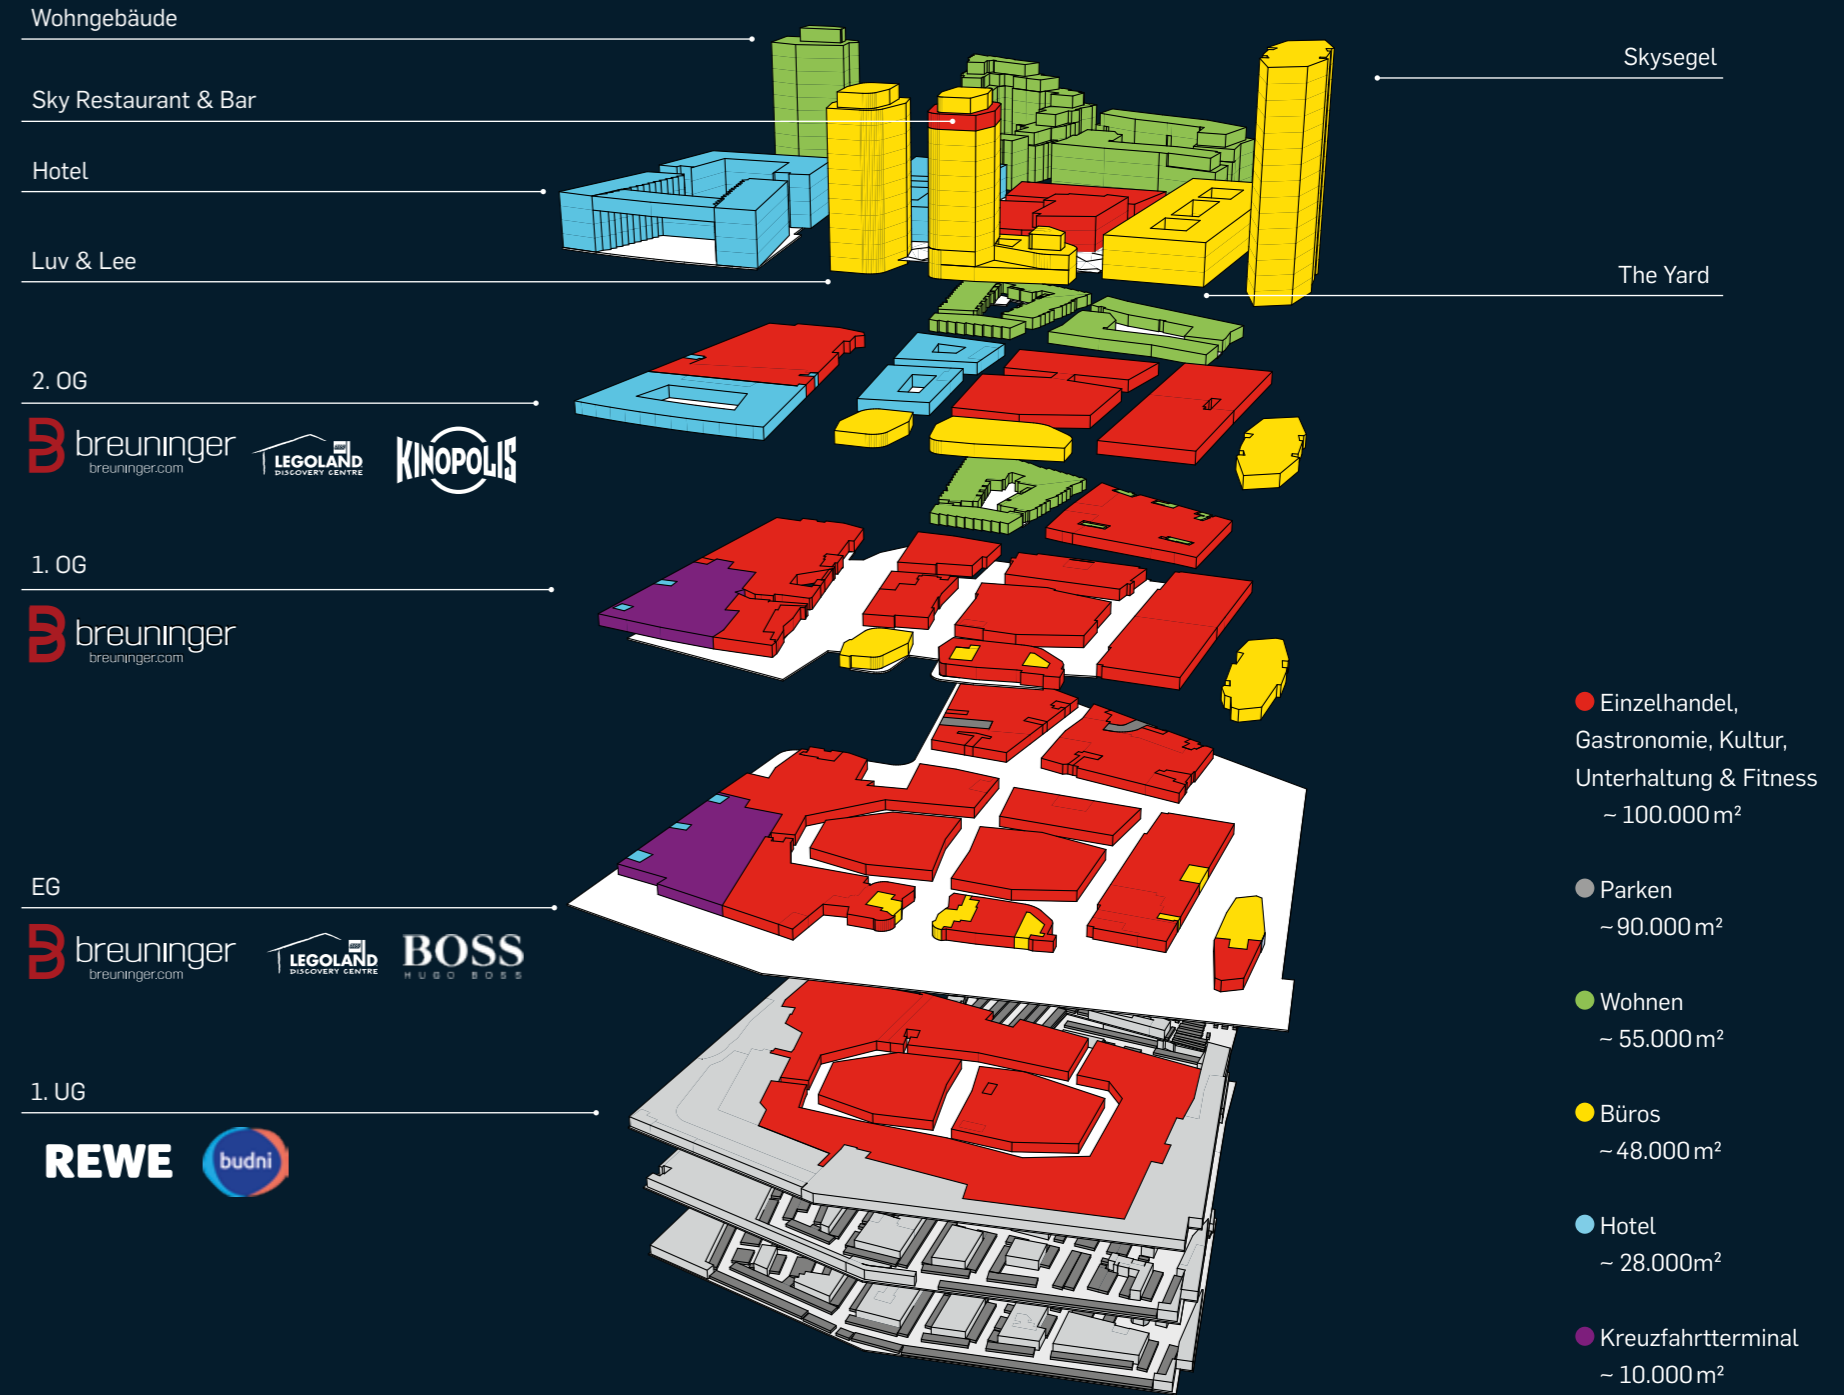 Wohngebäude
Sky Restaurant & Bar
Hotel
Luv & Lee
Skysegel
The Yard
2. OG
breuninger
breuninger.com
LEGOLAND
DISCOVERY CENTRE
KINOPOLIS
1. OG
breuninger
breuninger.com
EG
breuninger
breuninger.com
LEGOLAND
DISCOVERY CENTRE
BOSS
HUGO BOSS
1. UG
REWE
budni
Einzelhandel,
Gastronomie, Kultur,
Unterhaltung & Fitness
~ 100.000 m²
Parken
~ 90.000 m²
Wohnen
~ 55.000 m²
Büros
~ 48.000 m²
Hotel
~ 28.000m²
Kreuzfahrtterminal
~ 10.000 m²